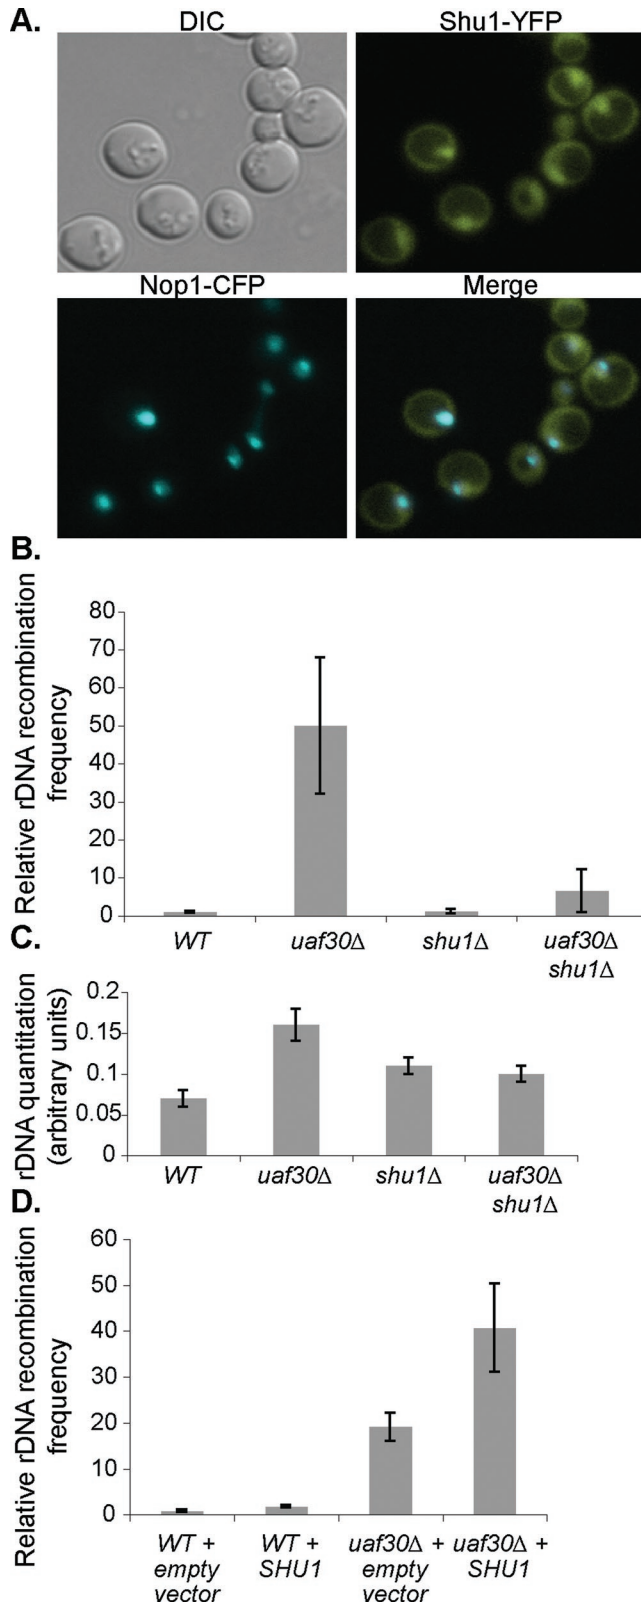 A.
DIC
Shu1-YFP
Nop1-CFP
Merge
B.
Relative rDNA recombination
frequency
80
70
60
50
40
30
20
10
0
WT
uaf30Δ
shu1Δ
uaf30Δ
shu1Δ
C.
rDNA quantitation
(arbitrary units)
0.2
0.15
0.1
0.05
0
WT
uaf30Δ
shu1Δ
uaf30Δ
shu1Δ
D.
Relative rDNA recombination
frequency
60
50
40
30
20
10
0
WT +
empty
vector
WT +
SHU1
uaf30Δ +
empty
vector
uaf30Δ +
SHU1